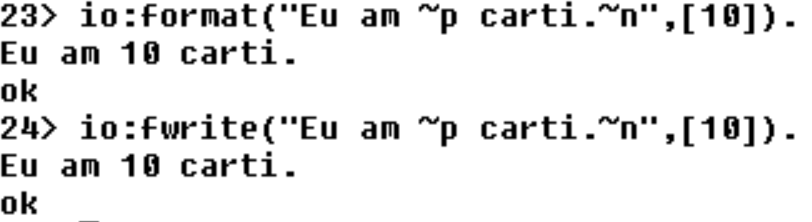 23> io:format("Eu am ~p carti.~n",[10]).
Eu am 10 carti.
ok
24> io:fwrite("Eu am ~p carti.~n",[10]).
Eu am 10 carti.
ok